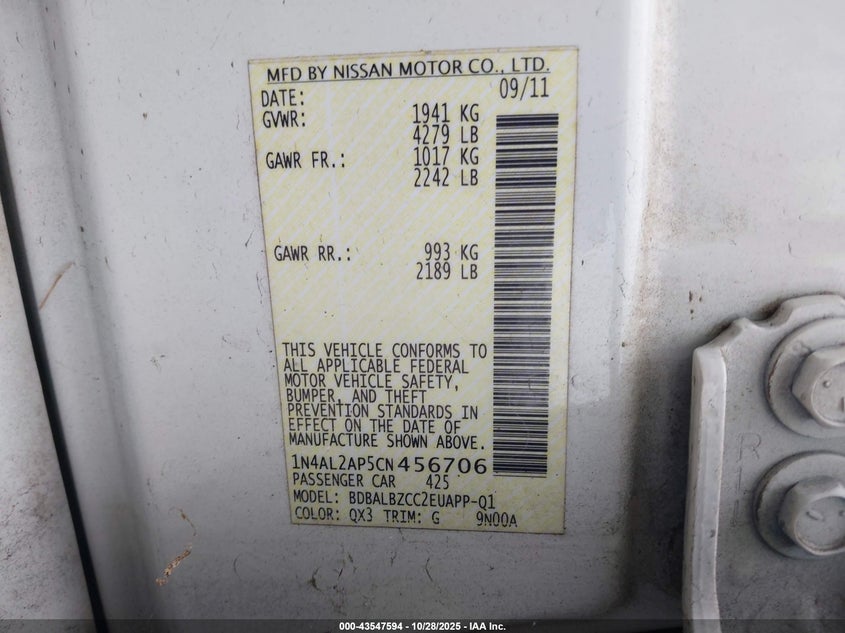 MFD BY NISSAN MOTOR CO., LTD.
DATE: 09/11
GVWR: 1941 KG
4279 LB
GAWR FR.: 1017 KG
2242 LB
GAWR RR.: 993 KG
2189 LB
THIS VEHICLE CONFORMS TO
ALL APPLICABLE FEDERAL
MOTOR VEHICLE SAFETY,
BUMPER, AND THEFT
PREVENTION STANDARDS IN
EFFECT ON THE DATE OF
MANUFACTURE SHOWN ABOVE.
1N4AL2AP5CN456706
PASSENGER CAR 425
MODEL: BDBALBZCC2EUAPP-Q1
COLOR: QX3 TRIM: G 9N00A
R
000-43547594 - 10/28/2025 - IAA Inc.